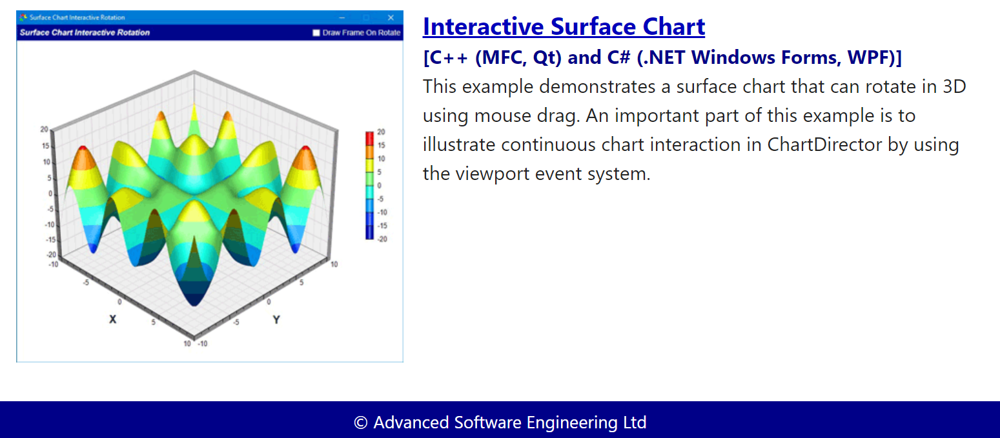 Surface Chart Interactive Rotation
Surface Chart Interactive Rotation
Draw Frame On Rotate
20
15
10
5
0
-5
-10
-15
-20
-10
-5
0
5
10
X
-10
-5
0
5
10
Y
20
15
10
5
0
-5
-10
-15
-20
Interactive Surface Chart
[C++ (MFC, Qt) and C# (.NET Windows Forms, WPF)]
This example demonstrates a surface chart that can rotate in 3D
using mouse drag. An important part of this example is to
illustrate continuous chart interaction in ChartDirector by using
the viewport event system.
© Advanced Software Engineering Ltd